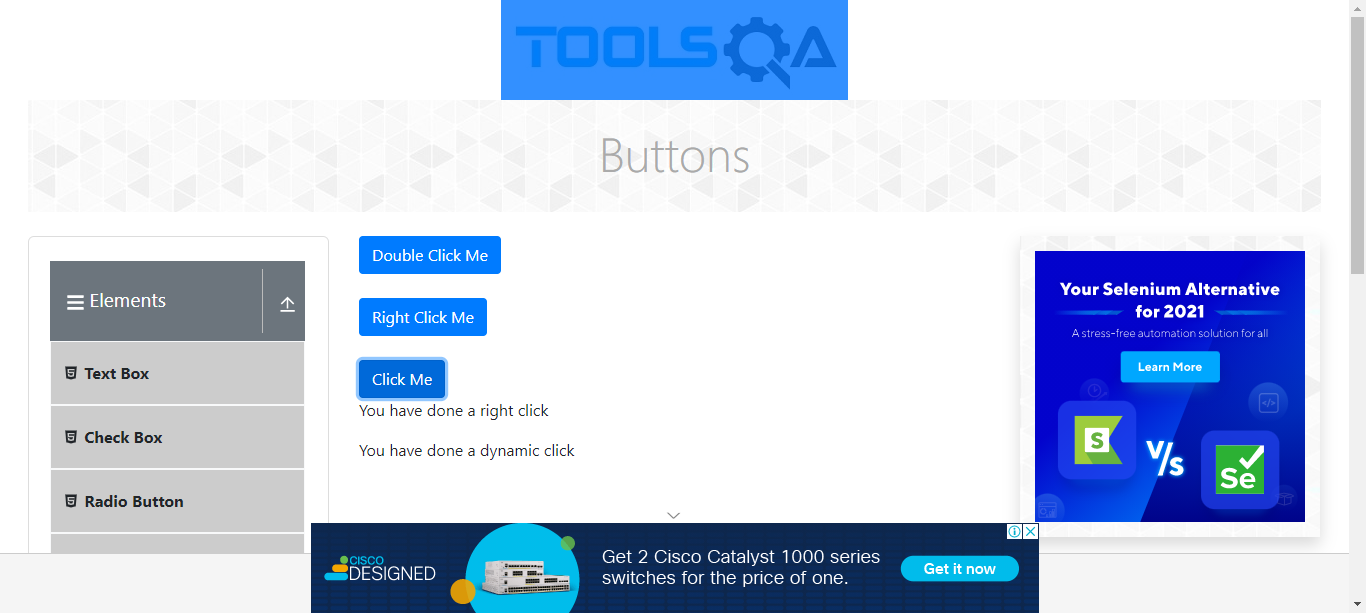 TOOLSQA
Buttons
Elements
Text Box
Check Box
Radio Button
Double Click Me
Right Click Me
Click Me
You have done a right click
You have done a dynamic click
Your Selenium Alternative
for 2021
A stress-free automation solution for all
Learn More
S
V/s
Se
CISCO
DESIGNED
Get 2 Cisco Catalyst 1000 series
switches for the price of one.
Get it now